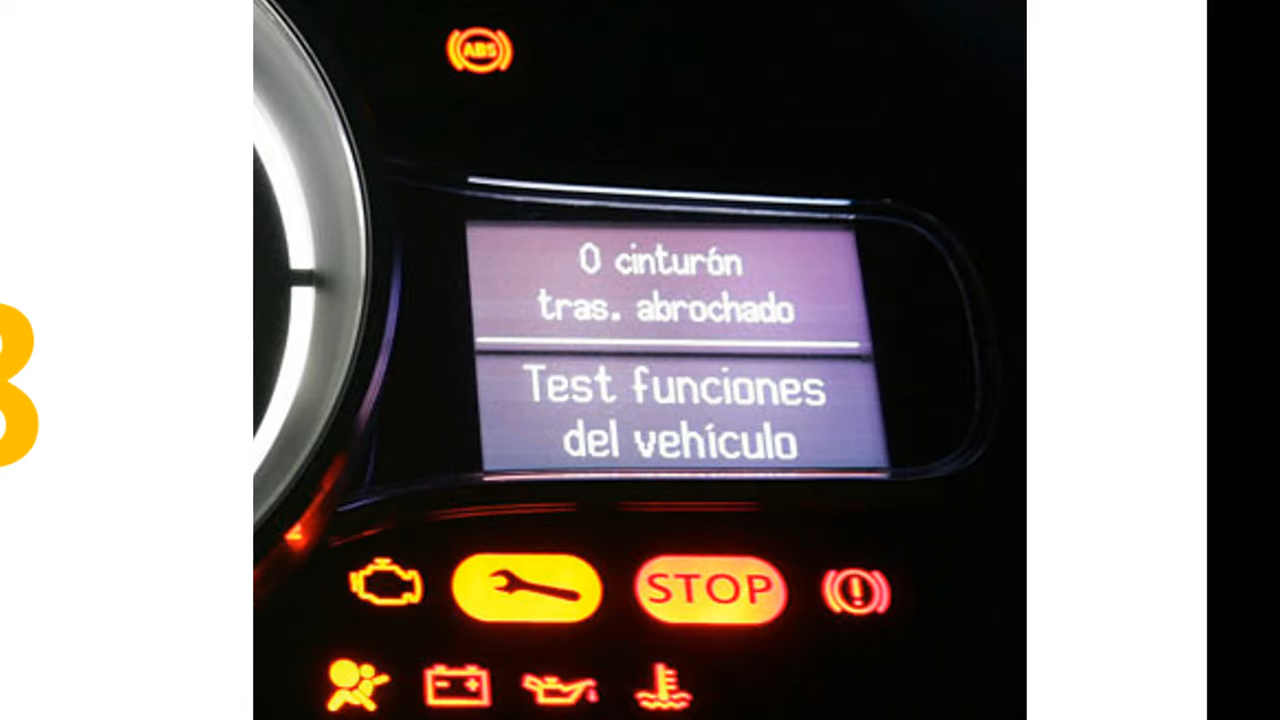 ABS
0 cinturón
tras. abrochado
Test funciones
del vehículo
STOP